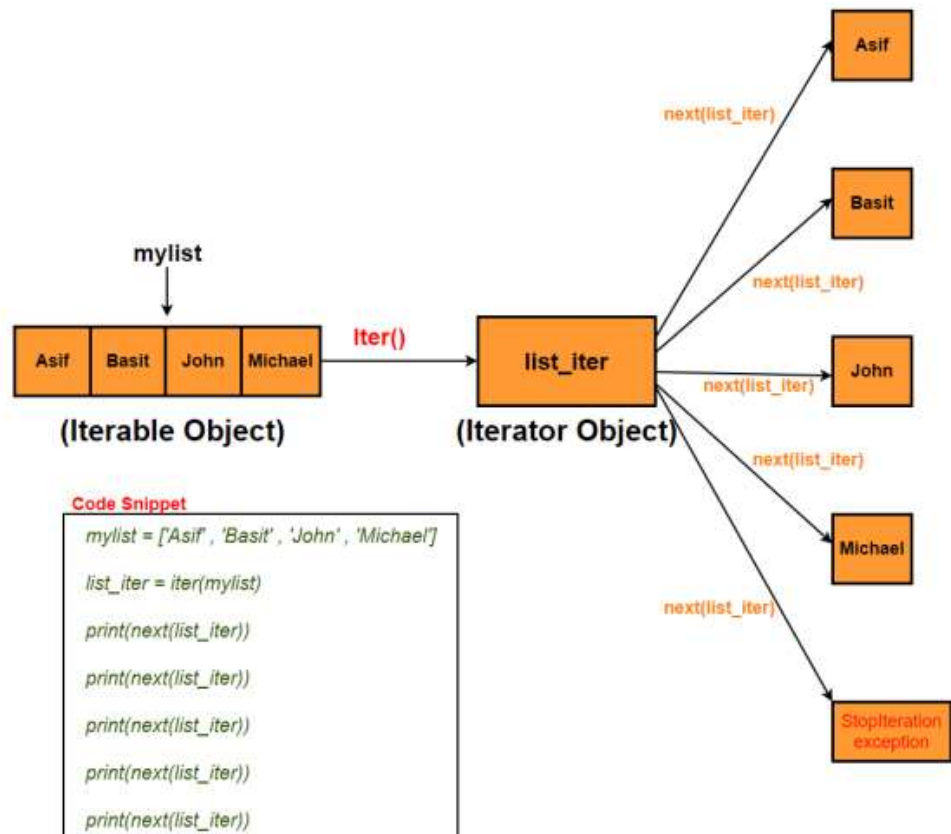 Asif
next(list_iter)
Basit
mylist
next(list_iter)
Asif Basit John Michael
Iter()
list_iter
John
next(list_iter)
(Iterable Object)
(Iterator Object)
next(list_iter)
Code Snippet
mylist = ['Asif' , 'Basit' , 'John' , 'Michael']
list_iter = iter(mylist)
print(next(list_iter))
print(next(list_iter))
print(next(list_iter))
print(next(list_iter))
print(next(list_iter))
Michael
next(list_iter)
StopIteration
exception